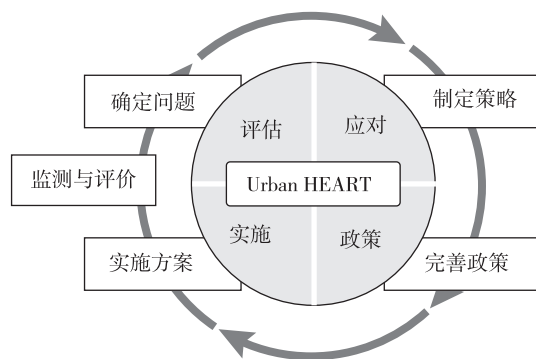 确定问题
制定策略
评估
应对
监测与评价
Urban HEART
实施
政策
实施方案
完善政策